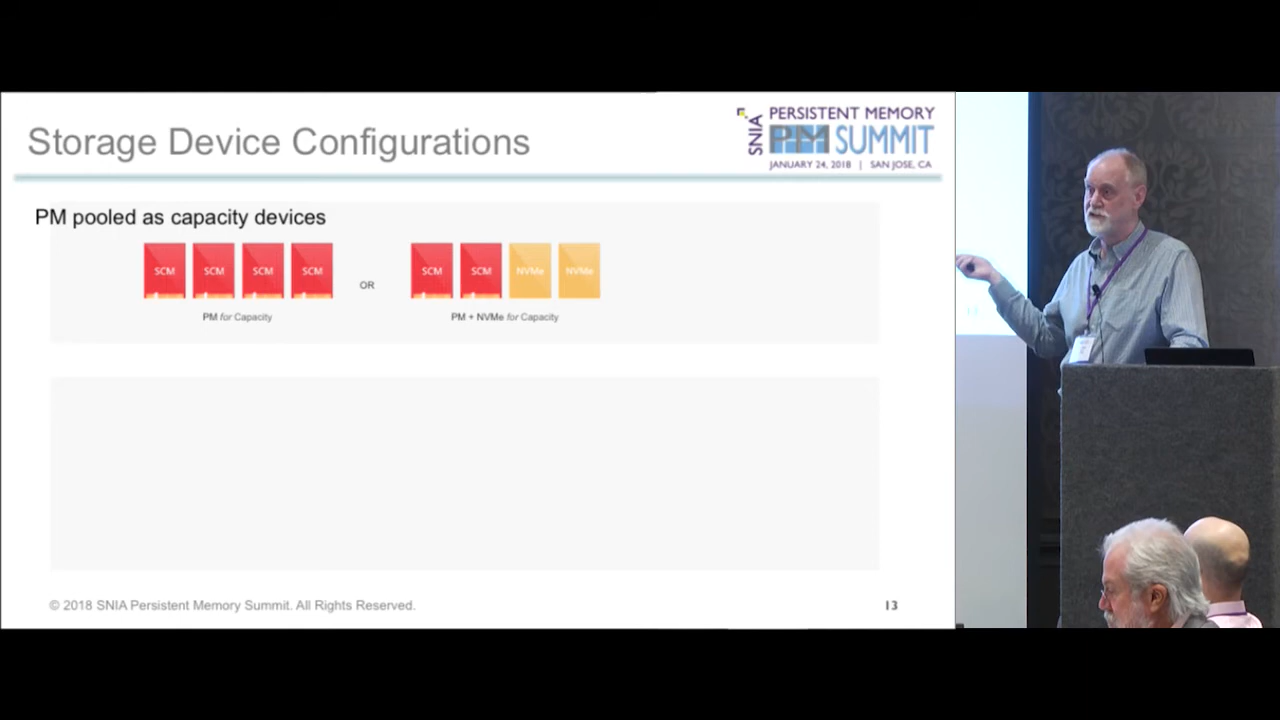 Storage Device Configurations
SNIA
PERSISTENT MEMORY
PM SUMMIT
JANUARY 24, 2018 | SAN JOSE, CA
PM pooled as capacity devices
SCM SCM SCM SCM
OR
SCM SCM NVMe NVMe
PM for Capacity
PM + NVMe for Capacity
© 2018 SNIA Persistent Memory Summit. All Rights Reserved.
13